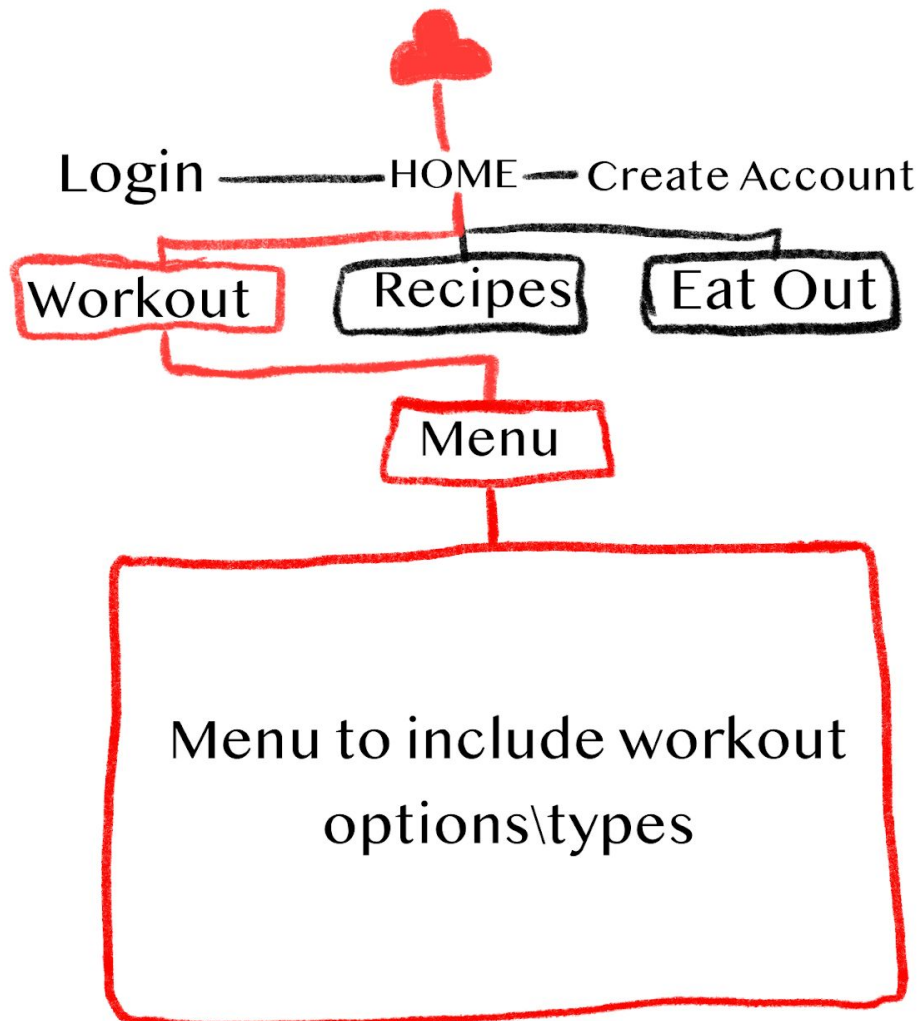 Login HOME Create Account
Workout Recipes Eat Out
Menu
Menu to include workout
options\types